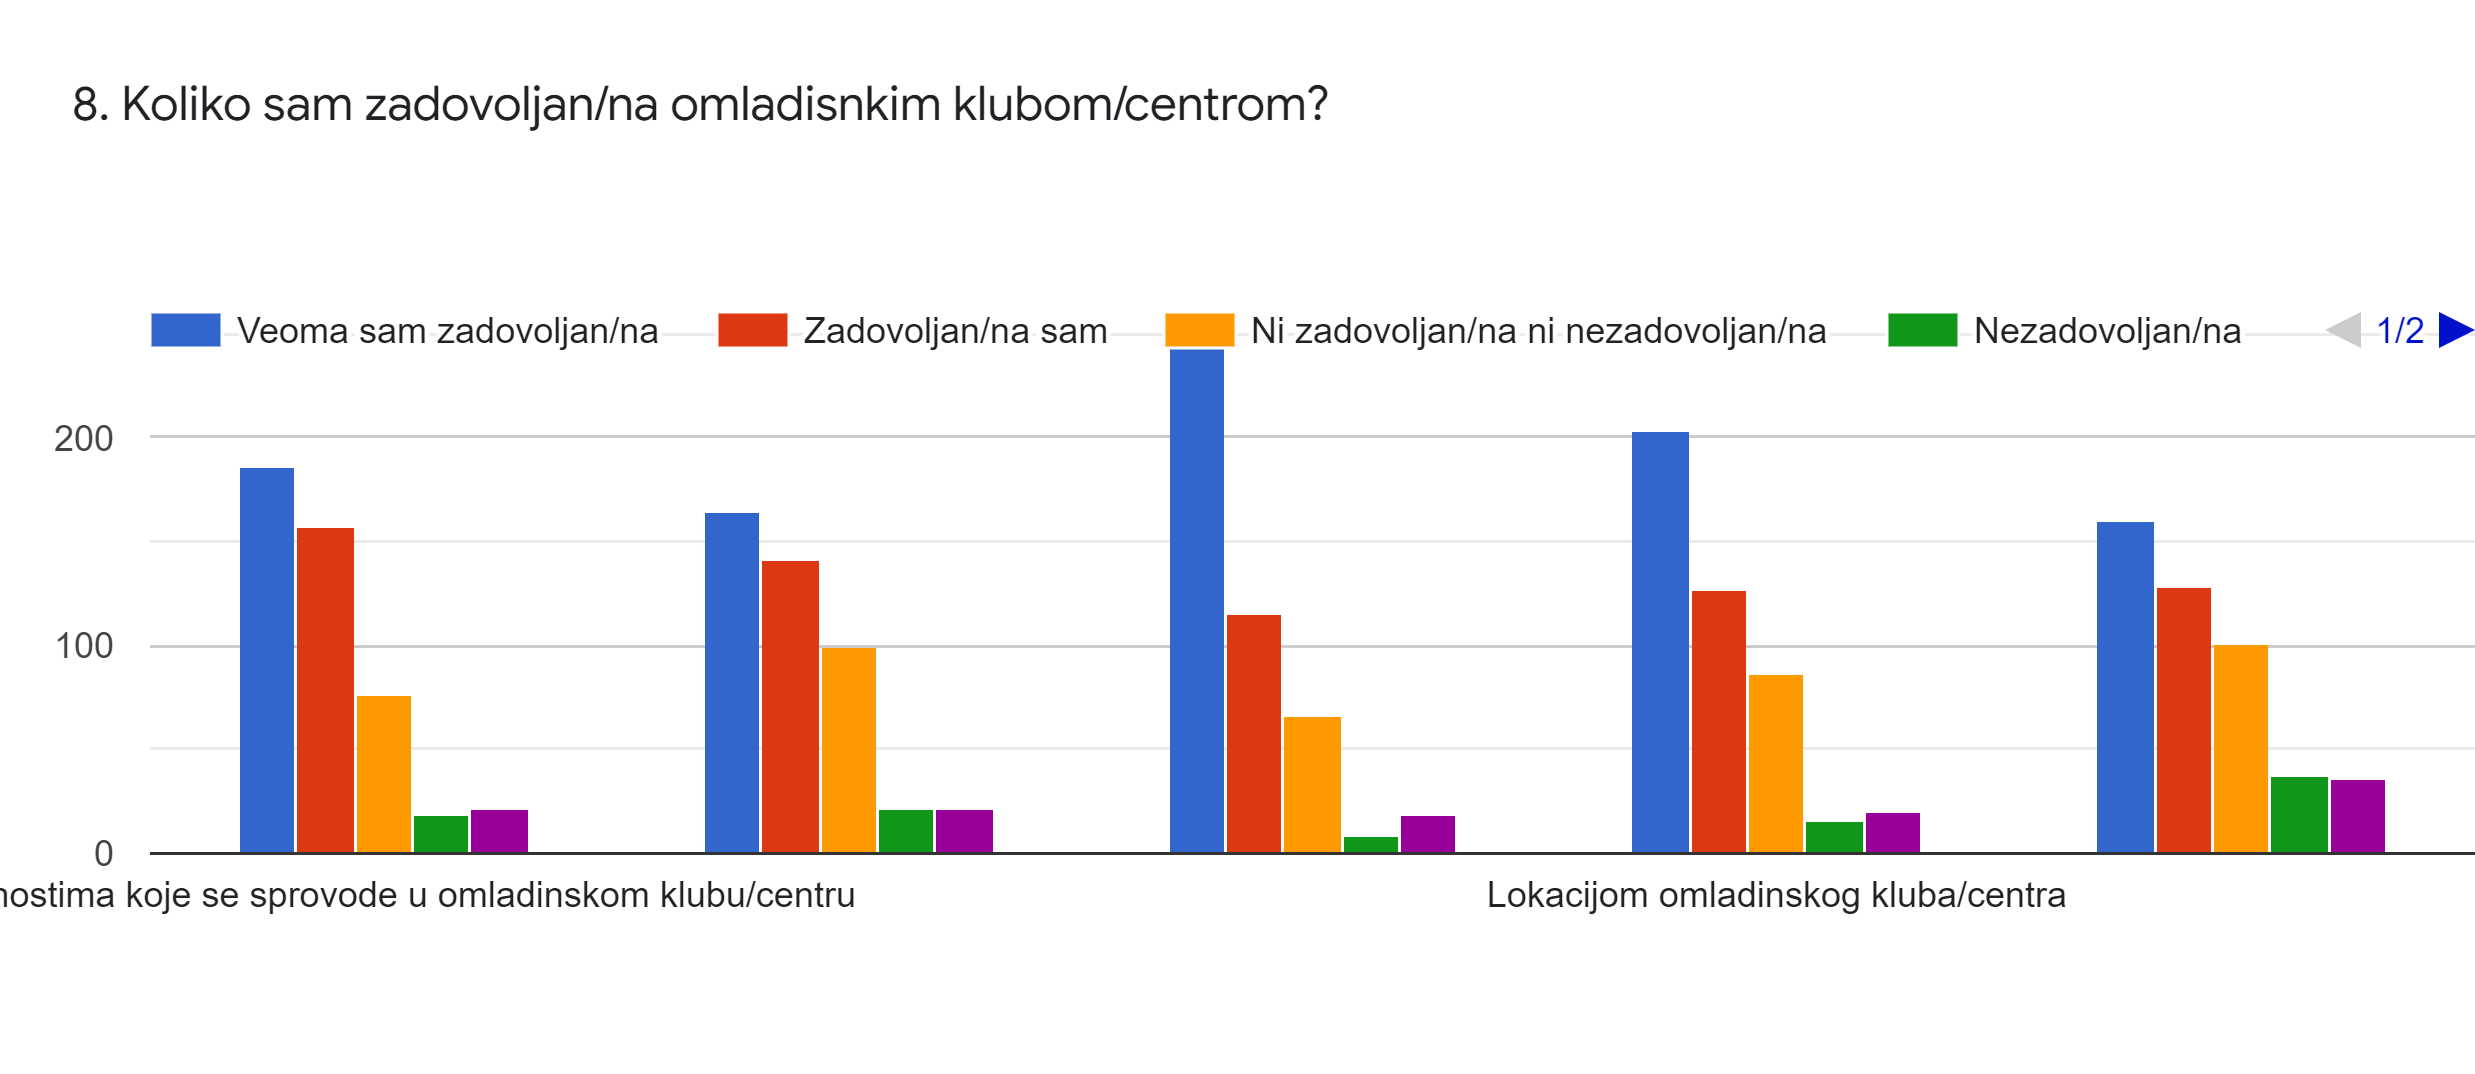 8. Koliko sam zadovoljan/na omladisnkim klubom/centrom?
Veoma sam zadovoljan/na Zadovoljan/na sam Ni zadovoljan/na ni nezadovoljan/na Nezadovoljan/na 1/2
200
100
0
nostima koje se sprovode u omladinskom klubu/centru Lokacijom omladinskog kluba/centra